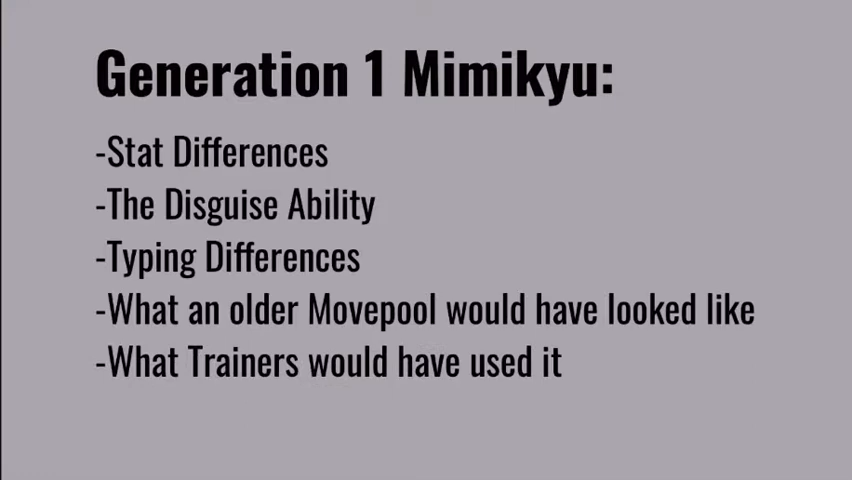 Generation 1 Mimikyu:
-Stat Differences
-The Disguise Ability
-Typing Differences
-What an older Movepool would have looked like
-What Trainers would have used it